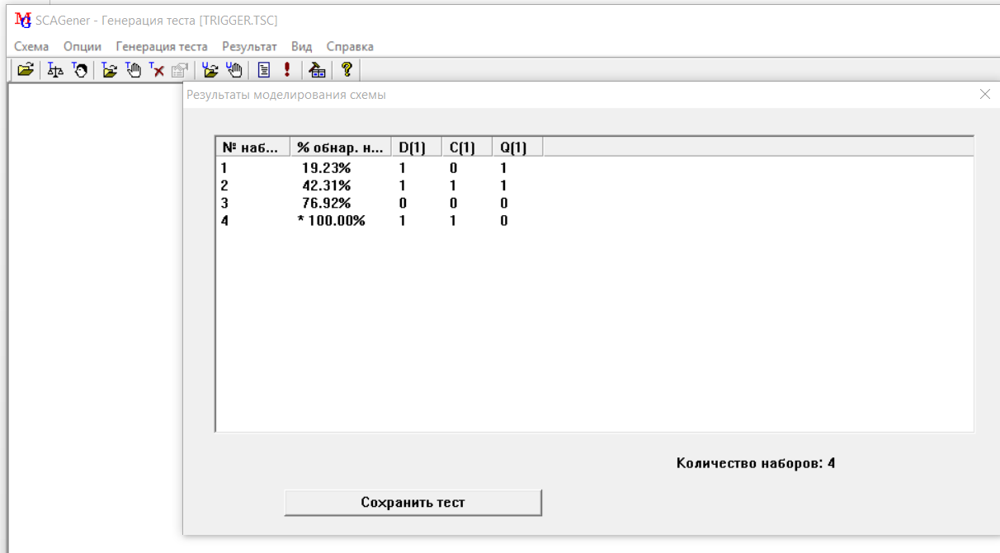 SCAGener - Генерация теста [TRIGGER.TSC]
Схема Опции Генерация теста Результат Вид Справка
Результаты моделирования схемы
№ наб... % обнар. н... D(1) C(1) Q(1)
1 19.23% 1 0 1
2 42.31% 1 1 1
3 76.92% 0 0 0
4 * 100.00% 1 1 0
Количество наборов: 4
Сохранить тест